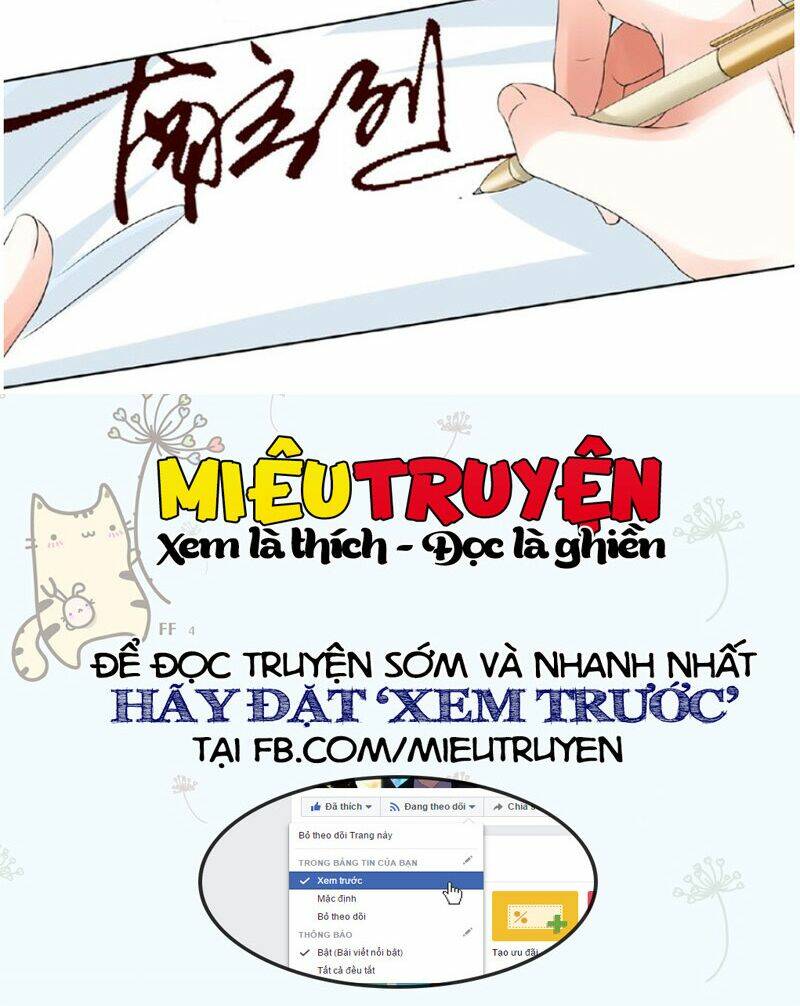 MIÊUTRUYỆN
Xem là thích - Đọc là ghiền
FF 4
ĐỂ ĐỌC TRUYỆN SỚM VÀ NHANH NHẤT
HÃY ĐẶT ‘XEM TRƯỚC’
TẠI FB.COM/MIEUTRUYEN
Đã thích
Đang theo dõi
Chia s
Bỏ theo dõi Trang này
TRONG BẢNG TIN CỦA BẠN
Xem trước
Mặc định
Bỏ theo dõi
THÔNG BÁO
Bật (Bài viết nổi bật)
Tất cả đều tắt
Tạo ưu đãi